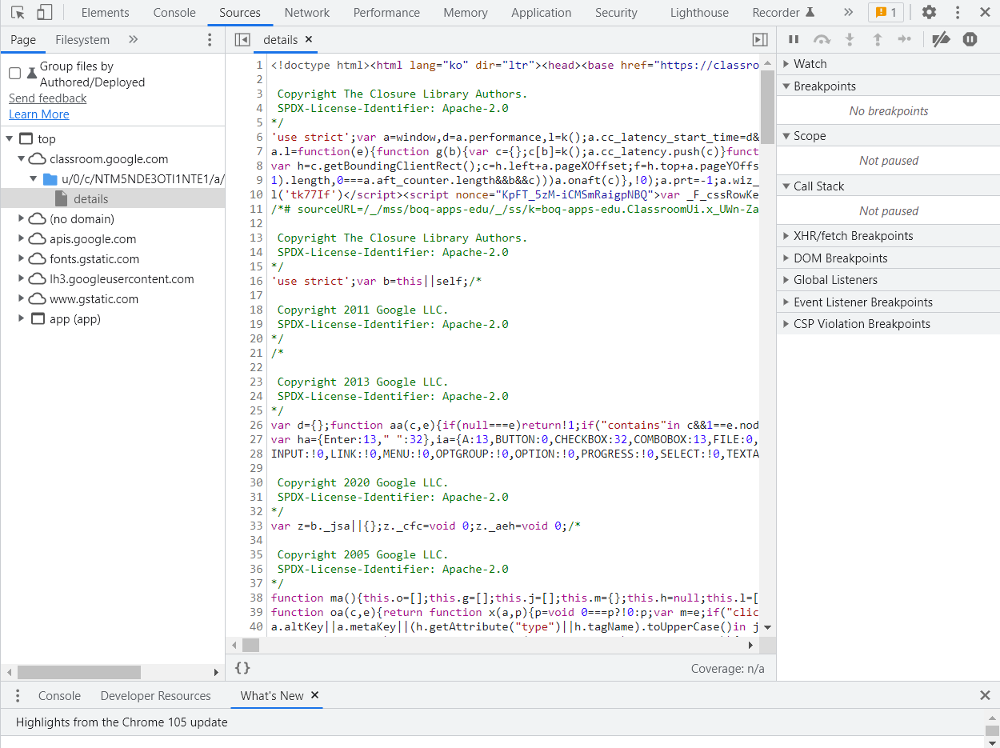 Elements Console Sources Network Performance Memory Application Security Lighthouse Recorder » 1
Page Filesystem »
details ×
Group files by
Authored/Deployed
Send feedback
Learn More
top
classroom.google.com
u/0/c/NTM5NDE3OTI1NTE1/a/
details
(no domain)
apis.google.com
fonts.gstatic.com
lh3.googleusercontent.com
www.gstatic.com
app (app)
1 <!doctype html><html lang="ko" dir="ltr"><head><base href="https://classro
2
3 Copyright The Closure Library Authors.
4 SPDX-License-Identifier: Apache-2.0
5 */
6 'use strict';var a=window,d=a.performance,l=k();a.cc_latency_start_time=d&
7 a.l=function(e){function g(b){var c={};c[b]=k();a.cc_latency.push(c)}funct
8 var h=c.getBoundingClientRect();c=h.left+a.pageXOffset;f=h.top+a.pageYOffs
9 1).length,0===a.aft_counter.length&&b&&c)))a.onaft(c)},!0);a.prt=-1;a.wiz_
10 l('tk77If')</script><script nonce="KpFT_5zM-iCMSmRaigpNBQ">var _F_cssRowKe
11 /*# sourceURL=/_/mss/boq-apps-edu/_/ss/k=boq-apps-edu.ClassroomUi.x_UWn-Za
12
13 Copyright The Closure Library Authors.
14 SPDX-License-Identifier: Apache-2.0
15 */
16 'use strict';var b=this||self;/*
17
18 Copyright 2011 Google LLC.
19 SPDX-License-Identifier: Apache-2.0
20 */
21 /*
22
23 Copyright 2013 Google LLC.
24 SPDX-License-Identifier: Apache-2.0
25 */
26 var d={};function aa(c,e){if(null===e)return!1;if("contains"in c&&1==e.nod
27 var ha={Enter:13," ":32},ia={A:13,BUTTON:0,CHECKBOX:32,COMBOBOX:13,FILE:0,
28 INPUT:!0,LINK:!0,MENU:!0,OPTGROUP:!0,OPTION:!0,PROGRESS:!0,SELECT:!0,TEXTA
29
30 Copyright 2020 Google LLC.
31 SPDX-License-Identifier: Apache-2.0
32 */
33 var z=b._jsa||{};z._cfc=void 0;z._aeh=void 0;/*
34
35 Copyright 2005 Google LLC.
36 SPDX-License-Identifier: Apache-2.0
37 */
38 function ma(){this.o=[];this.g=[];this.j=[];this.m={};this.h=null;this.l=[
39 function oa(c,e){return function x(a,p){p=void 0===p?!0:p;var m=e;if("clic
40 a.altKey||a.metaKey||(h.getAttribute("type")||h.tagName).toUpperCase()in j
{} Coverage: n/a
Watch
Breakpoints
No breakpoints
Scope
Not paused
Call Stack
Not paused
XHR/fetch Breakpoints
DOM Breakpoints
Global Listeners
Event Listener Breakpoints
CSP Violation Breakpoints
Console Developer Resources What's New ×
Highlights from the Chrome 105 update